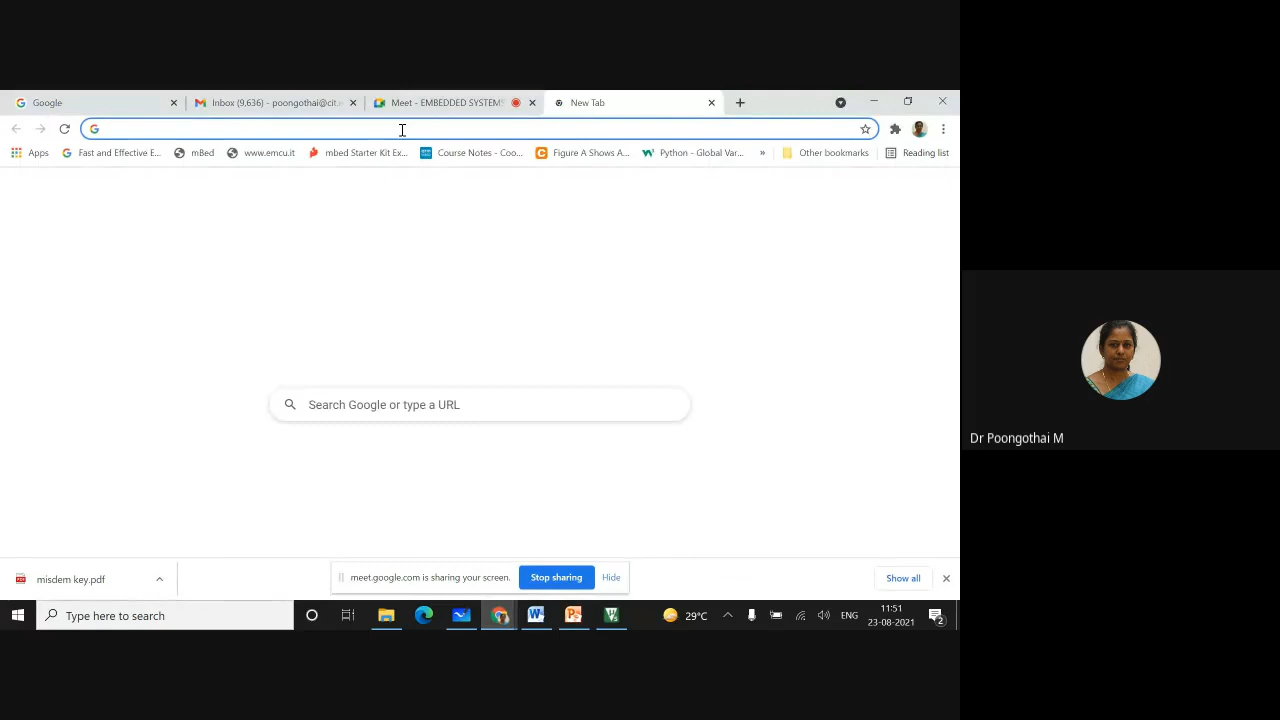 Google
Inbox (9,636) - poongothai@cit.
Meet - EMBEDDED SYSTEMS
New Tab
Apps
Fast and Effective E...
mBed
www.emcu.it
mbed Starter Kit Ex...
Course Notes - Coo...
Figure A Shows A...
Python - Global Var...
»
Other bookmarks
Reading list
Search Google or type a URL
Dr Poongothai M
misdem key.pdf
meet.google.com is sharing your screen.
Stop sharing
Hide
Show all
Type here to search
29°C
ENG
11:51
23-08-2021
2